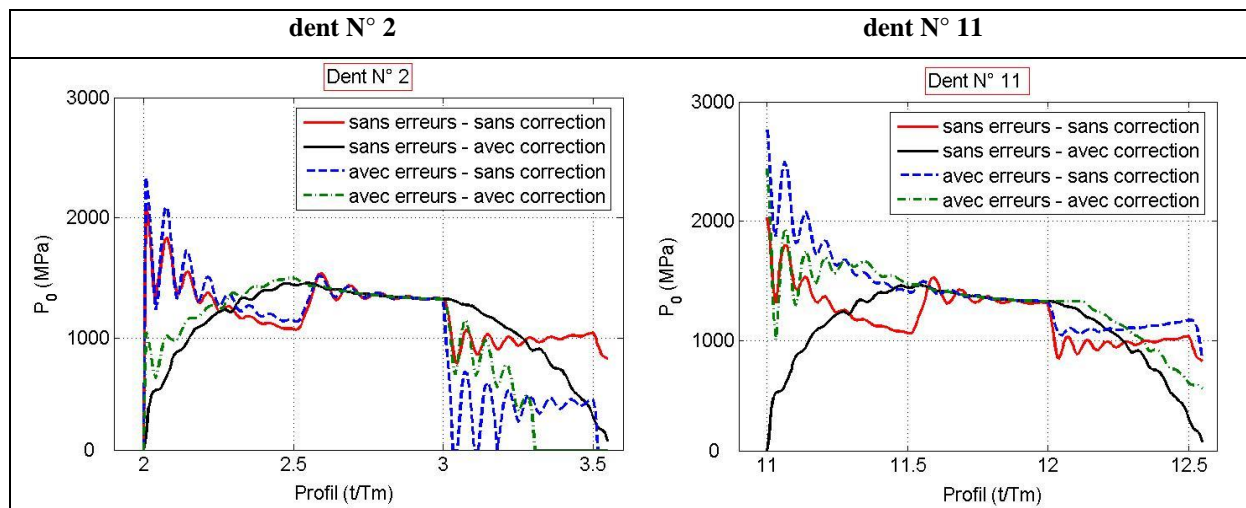 dent N° 2
dent N° 11
Dent N° 2
3000
2000
1000
0
P0 (MPa)
sans erreurs - sans correction
sans erreurs - avec correction
avec erreurs - sans correction
avec erreurs - avec correction
2
2.5
3
3.5
Profil (t/Tm)
Dent N° 11
3000
2000
1000
0
P0 (MPa)
sans erreurs - sans correction
sans erreurs - avec correction
avec erreurs - sans correction
avec erreurs - avec correction
11
11.5
12
12.5
Profil (t/Tm)